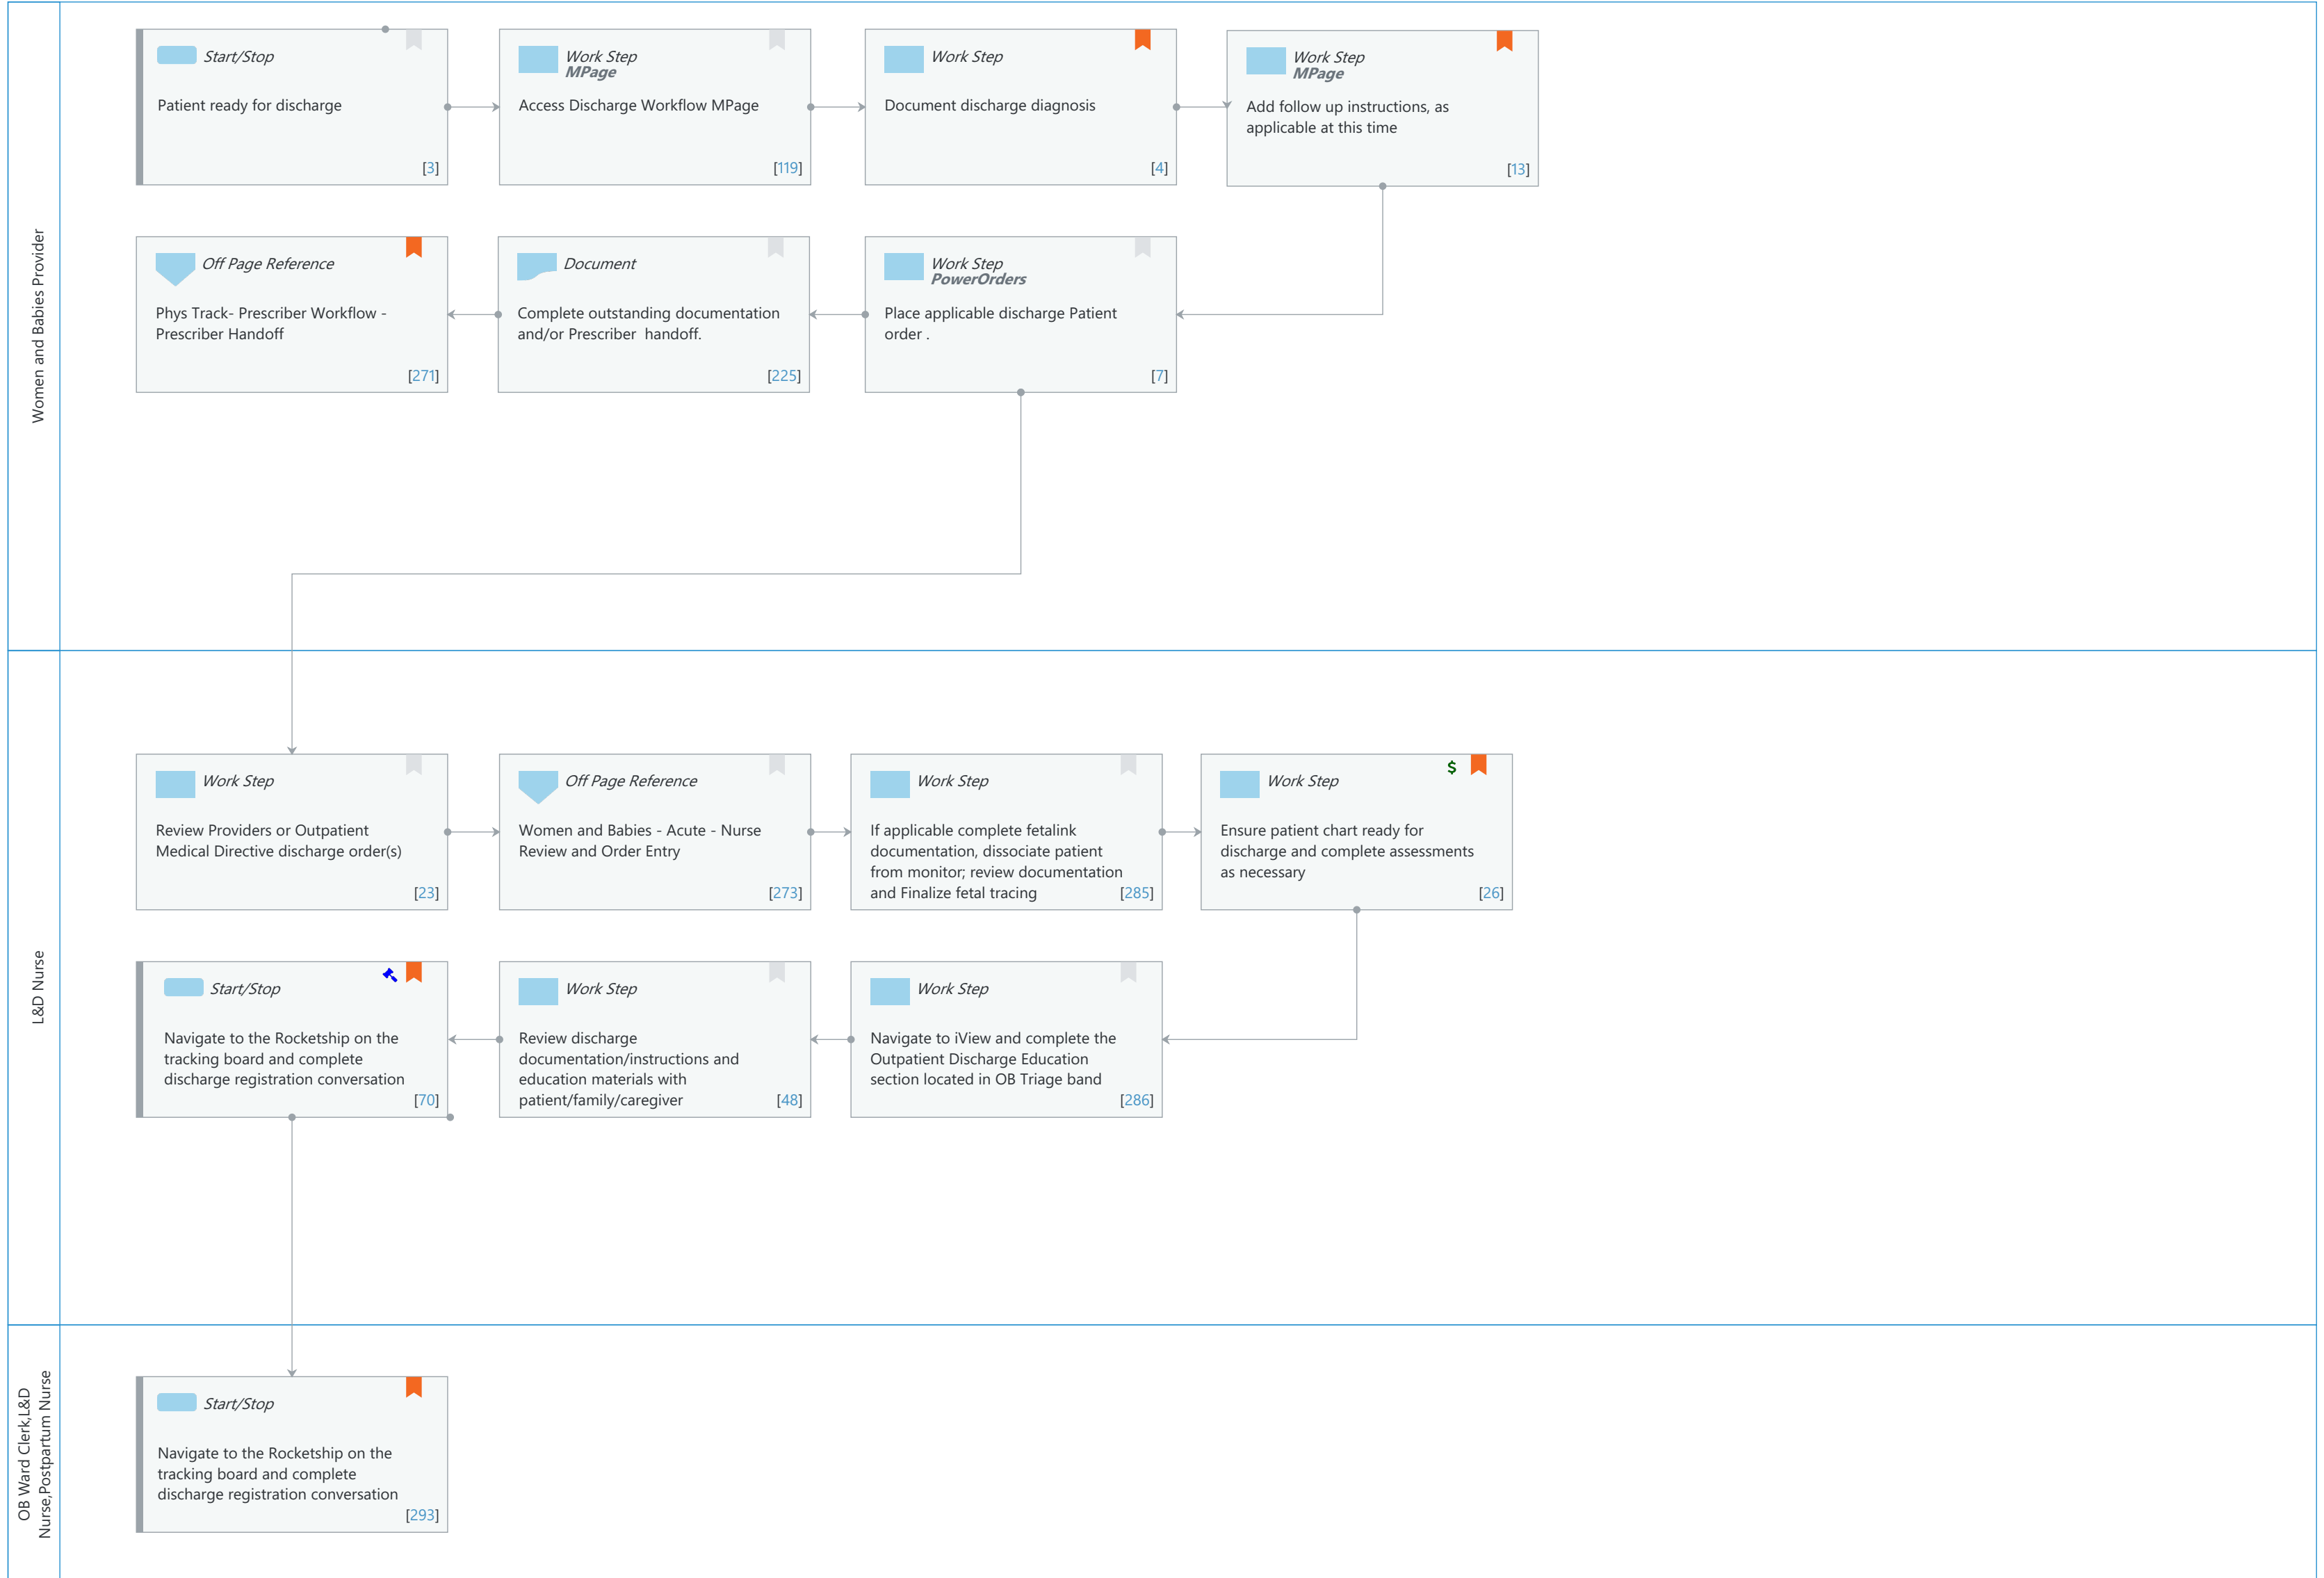 Women and Babies Provider
Start/Stop
Patient ready for discharge
[3]
Work Step
MPage
Access Discharge Workflow MPage
[119]
Work Step
Document discharge diagnosis
[4]
Work Step
MPage
Add follow up instructions, as
applicable at this time
[13]
Off Page Reference
Phys Track- Prescriber Workflow -
Prescriber Handoff
[271]
Document
Complete outstanding documentation
and/or Prescriber  handoff.
[225]
Work Step
PowerOrders
Place applicable discharge Patient
order .
[7]
L&D Nurse
Work Step
Review Providers or Outpatient
Medical Directive discharge order(s)
[23]
Off Page Reference
Women and Babies - Acute - Nurse
Review and Order Entry
[273]
Work Step
If applicable complete fetalink
documentation, dissociate patient
from monitor; review documentation
and Finalize fetal tracing
[285]
$
Work Step
Ensure patient chart ready for
discharge and complete assessments
as necessary
[26]
Start/Stop
Navigate to the Rocketship on the
tracking board and complete
discharge registration conversation
[70]
Work Step
Review discharge
documentation/instructions and
education materials with
patient/family/caregiver
[48]
Work Step
Navigate to iView and complete the
Outpatient Discharge Education
section located in OB Triage band
[286]
OB Ward Clerk,L&D
Nurse,Postpartum Nurse
Start/Stop
Navigate to the Rocketship on the
tracking board and complete
discharge registration conversation
[293]